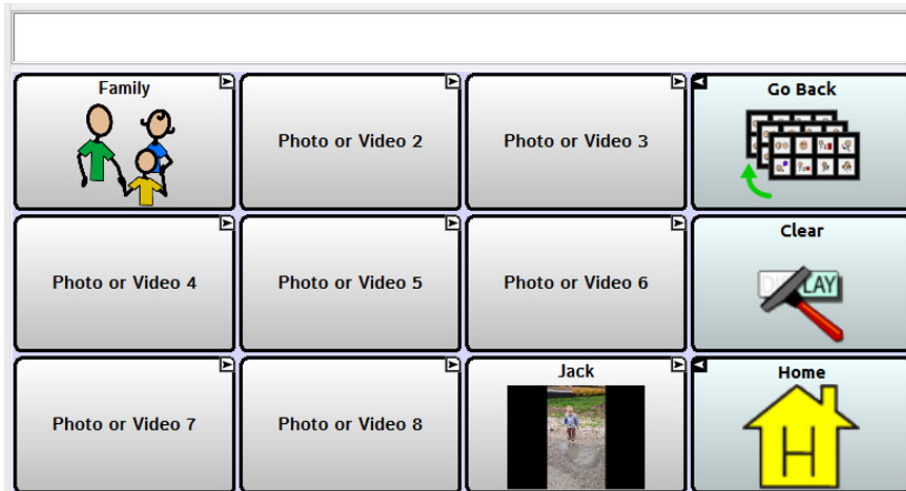 Family
Photo or Video 2
Photo or Video 3
Go Back
Photo or Video 4
Photo or Video 5
Photo or Video 6
Clear
LAY
Photo or Video 7
Photo or Video 8
Jack
Home
H